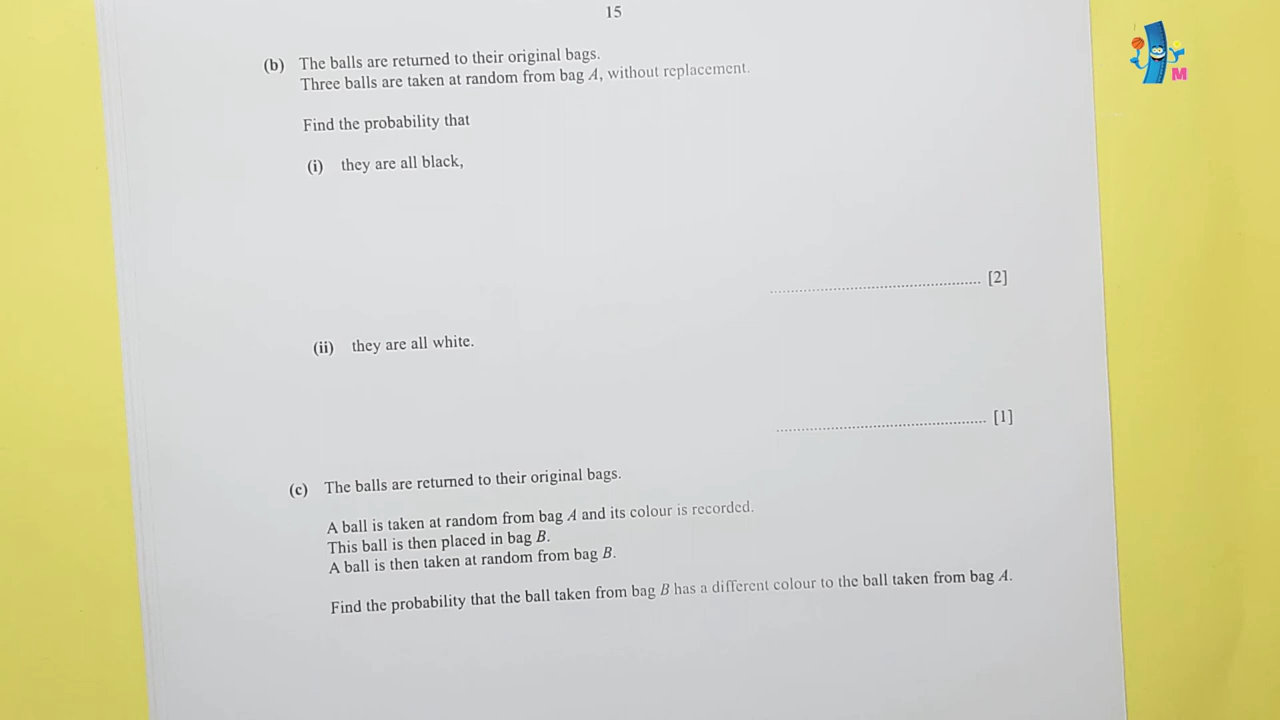 15
(b) The balls are returned to their original bags.
Three balls are taken at random from bag A, without replacement.
Find the probability that
(i) they are all black,
.................................................. [2]
(ii) they are all white.
.................................................. [1]
(c) The balls are returned to their original bags.
A ball is taken at random from bag A and its colour is recorded.
This ball is then placed in bag B.
A ball is then taken at random from bag B.
Find the probability that the ball taken from bag B has a different colour to the ball taken from bag A.
M